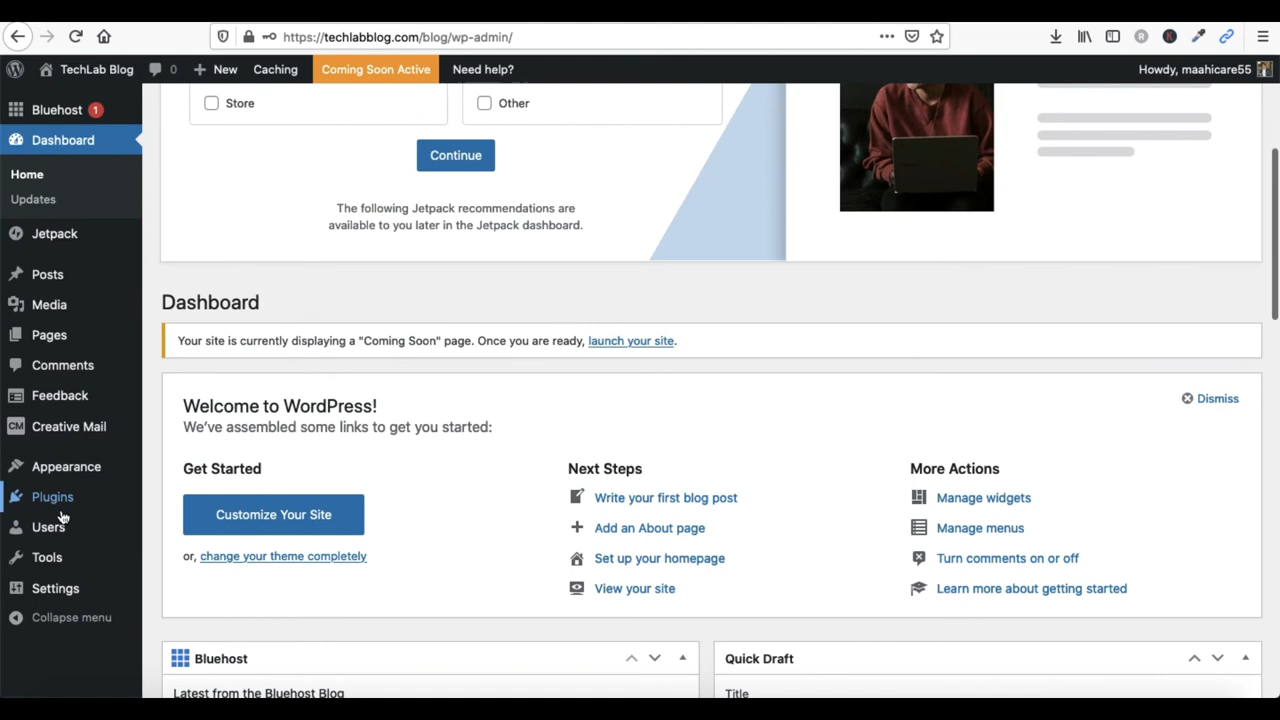 https://techlabblog.com/blog/wp-admin/
TechLab Blog
0
New
Caching
Coming Soon Active
Need help?
Howdy, maahicare55
Bluehost 1
Dashboard
Home
Updates
Jetpack
Posts
Media
Pages
Comments
Feedback
CM Creative Mail
Appearance
Plugins
Users
Tools
Settings
Collapse menu
Store
Other
Continue
The following Jetpack recommendations are
available to you later in the Jetpack dashboard.
Dashboard
Your site is currently displaying a "Coming Soon" page. Once you are ready, launch your site.
Welcome to WordPress!
Dismiss
We've assembled some links to get you started:
Get Started
Customize Your Site
or, change your theme completely
Next Steps
Write your first blog post
Add an About page
Set up your homepage
View your site
More Actions
Manage widgets
Manage menus
Turn comments on or off
Learn more about getting started
Bluehost
Latest from the Bluehost Blog
Quick Draft
Title